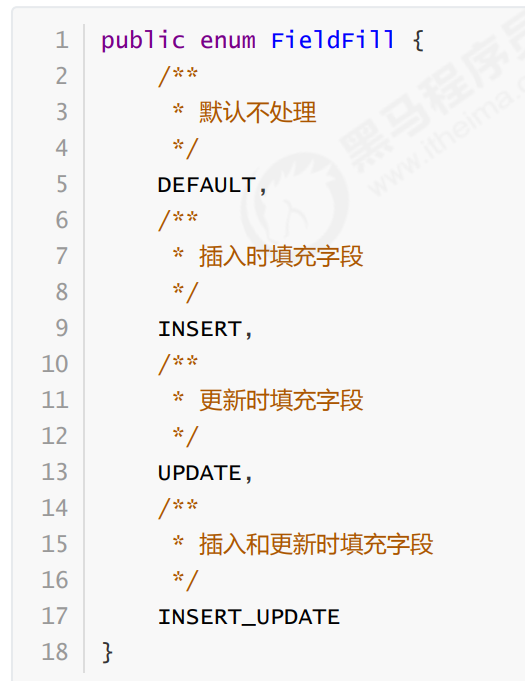 1 public enum FieldFill {
2 /**
3 * 默认不处理
4 */
5 DEFAULT,
6 /**
7 * 插入时填充字段
8 */
9 INSERT,
10 /**
11 * 更新时填充字段
12 */
13 UPDATE,
14 /**
15 * 插入和更新时填充字段
16 */
17 INSERT_UPDATE
18 }
黑马程序员
www.itheima.c